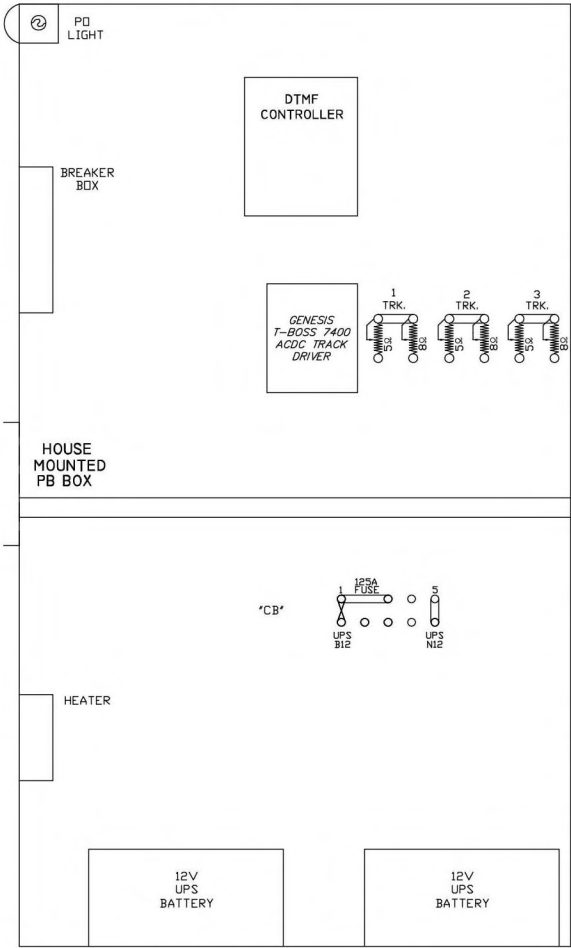 PO
LIGHT
DTMF
CONTROLLER
BREAKER
BOX
1
TRK.
2
TRK.
3
TRK.
GENESIS
T-BOSS 7400
ACDC TRACK
DRIVER
5Ω
8Ω
5Ω
8Ω
5Ω
8Ω
HOUSE
MOUNTED
PB BOX
"CB"
1
125A
FUSE
5
UPS
B12
UPS
N12
HEATER
12V
UPS
BATTERY
12V
UPS
BATTERY